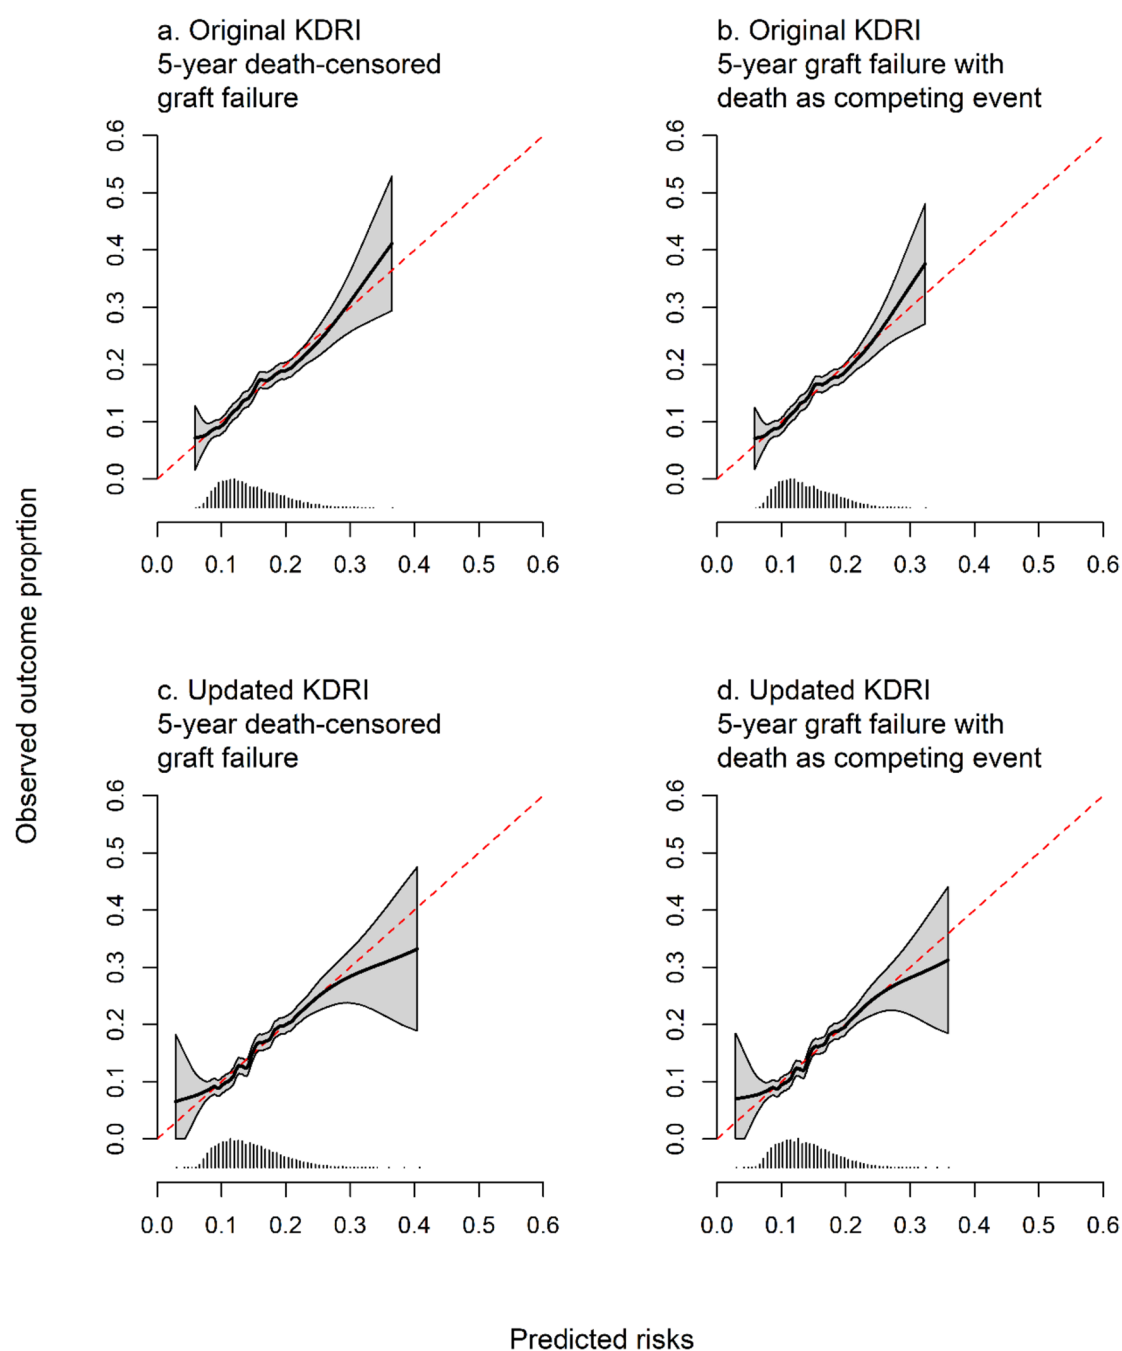 a. Original KDRI
5-year death-censored
graft failure
0.6
0.5
0.4
0.3
0.2
0.1
0.0
0.0 0.1 0.2 0.3 0.4 0.5 0.6
b. Original KDRI
5-year graft failure with
death as competing event
0.6
0.5
0.4
0.3
0.2
0.1
0.0
0.0 0.1 0.2 0.3 0.4 0.5 0.6
Observed outcome proprtion
c. Updated KDRI
5-year death-censored
graft failure
0.6
0.5
0.4
0.3
0.2
0.1
0.0
0.0 0.1 0.2 0.3 0.4 0.5 0.6
d. Updated KDRI
5-year graft failure with
death as competing event
0.6
0.5
0.4
0.3
0.2
0.1
0.0
0.0 0.1 0.2 0.3 0.4 0.5 0.6
Predicted risks